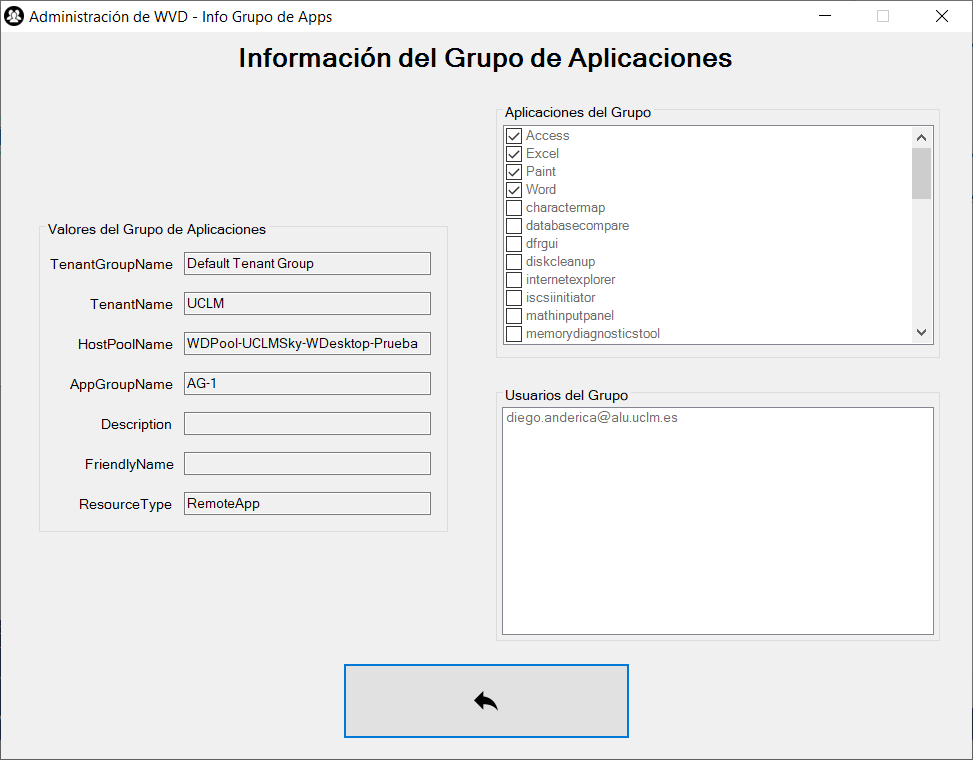 Administración de WVD - Info Grupo de Apps
Información del Grupo de Aplicaciones
Valores del Grupo de Aplicaciones
TenantGroupName Default Tenant Group
TenantName UCLM
HostPoolName WDPool-UCLMSky-WDesktop-Prueba
AppGroupName AG-1
Description
FriendlyName
ResourceType RemoteApp
Aplicaciones del Grupo
Access
Excel
Paint
Word
charactermap
databasecompare
dfrgui
diskcleanup
internetexplorer
iscsiinitiator
mathinputpanel
memorydiagnosticstool
Usuarios del Grupo
diego.anderica@alu.uclm.es